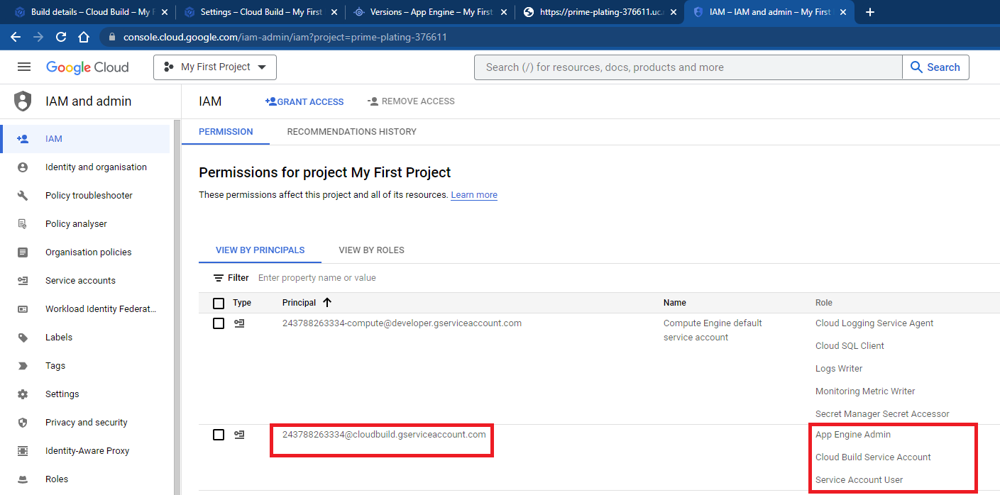 Build details – Cloud Build – My F
Settings – Cloud Build – My First
Versions – App Engine – My First
https://prime-plating-376611.uc.
IAM – IAM and admin – My First
console.cloud.google.com/iam-admin/iam?project=prime-plating-376611
Google Cloud
My First Project
Search (/) for resources, docs, products and more
Search
IAM and admin
IAM
GRANT ACCESS
REMOVE ACCESS
IAM
Identity and organisation
Policy troubleshooter
Policy analyser
Organisation policies
Service accounts
Workload Identity Federat...
Labels
Tags
Settings
Privacy and security
Identity-Aware Proxy
Roles
PERMISSION
RECOMMENDATIONS HISTORY
Permissions for project My First Project
These permissions affect this project and all of its resources. Learn more
VIEW BY PRINCIPALS
VIEW BY ROLES
Filter Enter property name or value
Type Principal Name Role
243788263334-compute@developer.gserviceaccount.com
Compute Engine default
service account
Cloud Logging Service Agent
Cloud SQL Client
Logs Writer
Monitoring Metric Writer
Secret Manager Secret Accessor
243788263334@cloudbuild.gserviceaccount.com
App Engine Admin
Cloud Build Service Account
Service Account User